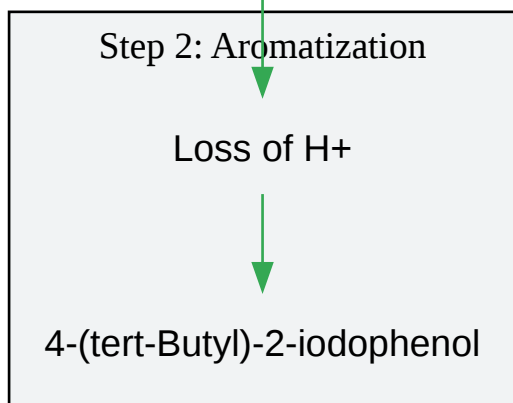 Step 2: Aromatization
Loss of H+
4-(tert-Butyl)-2-iodophenol